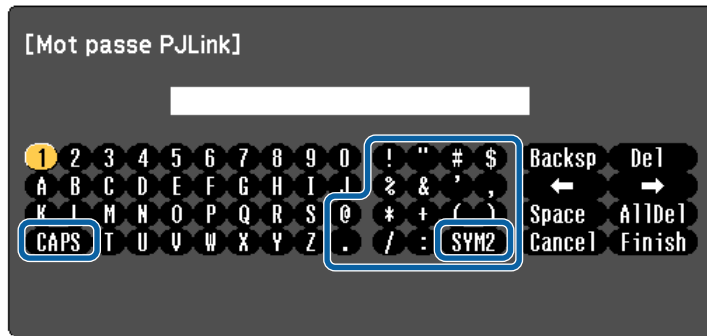 [Mot passe PJLink]
1 2 3 4 5 6 7 8 9 0 ! " # $ Backsp Del
A B C D E F G H I J % & ' , ← →
K L M N O P Q R S @ * + ( ) Space AllDel
CAPS T U V W X Y Z . / : SYM2 Cancel Finish